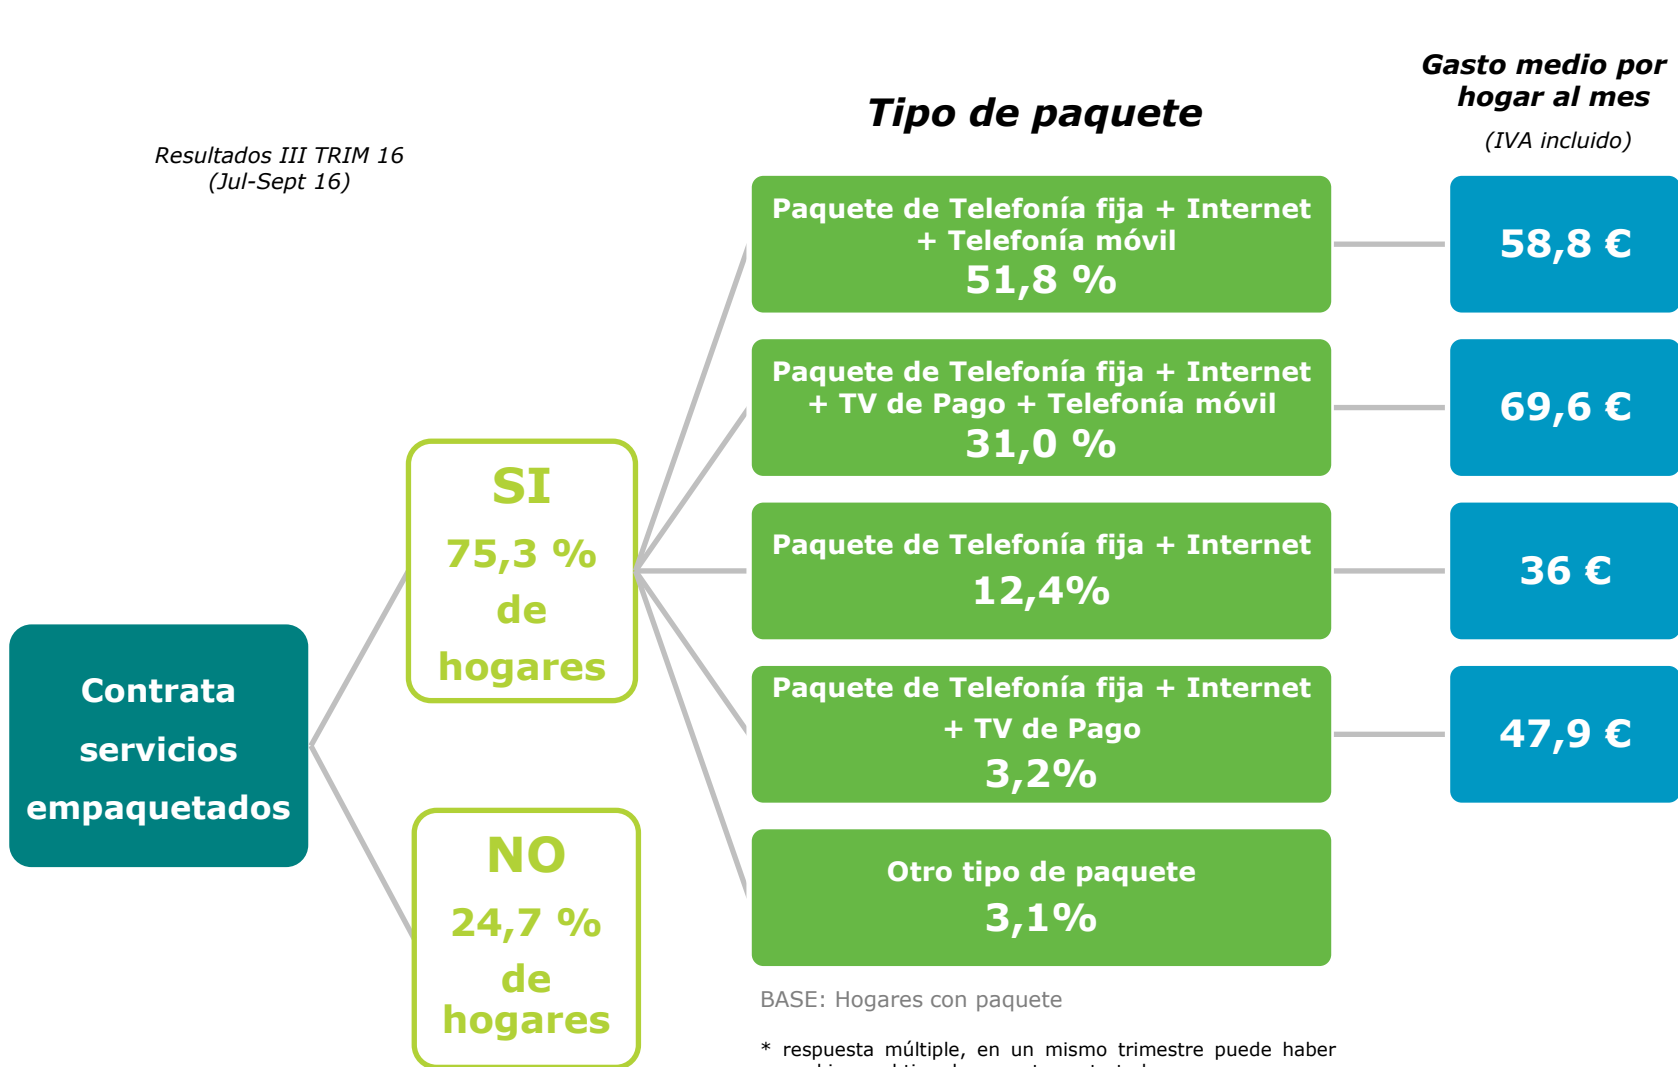 Gasto medio por
hogar al mes
(IVA incluido)
Tipo de paquete
Resultados III TRIM 16
(Jul-Sept 16)
Paquete de Telefonía fija + Internet
+ Telefonía móvil
51,8 %
58,8 €
Paquete de Telefonía fija + Internet
+ TV de Pago + Telefonía móvil
31,0 %
69,6 €
SI
75,3 %
de
hogares
Paquete de Telefonía fija + Internet
12,4%
36 €
Contrata
servicios
empaquetados
Paquete de Telefonía fija + Internet
+ TV de Pago
3,2%
47,9 €
NO
24,7 %
de
hogares
Otro tipo de paquete
3,1%
BASE: Hogares con paquete
* respuesta múltiple, en un mismo trimestre puede haber